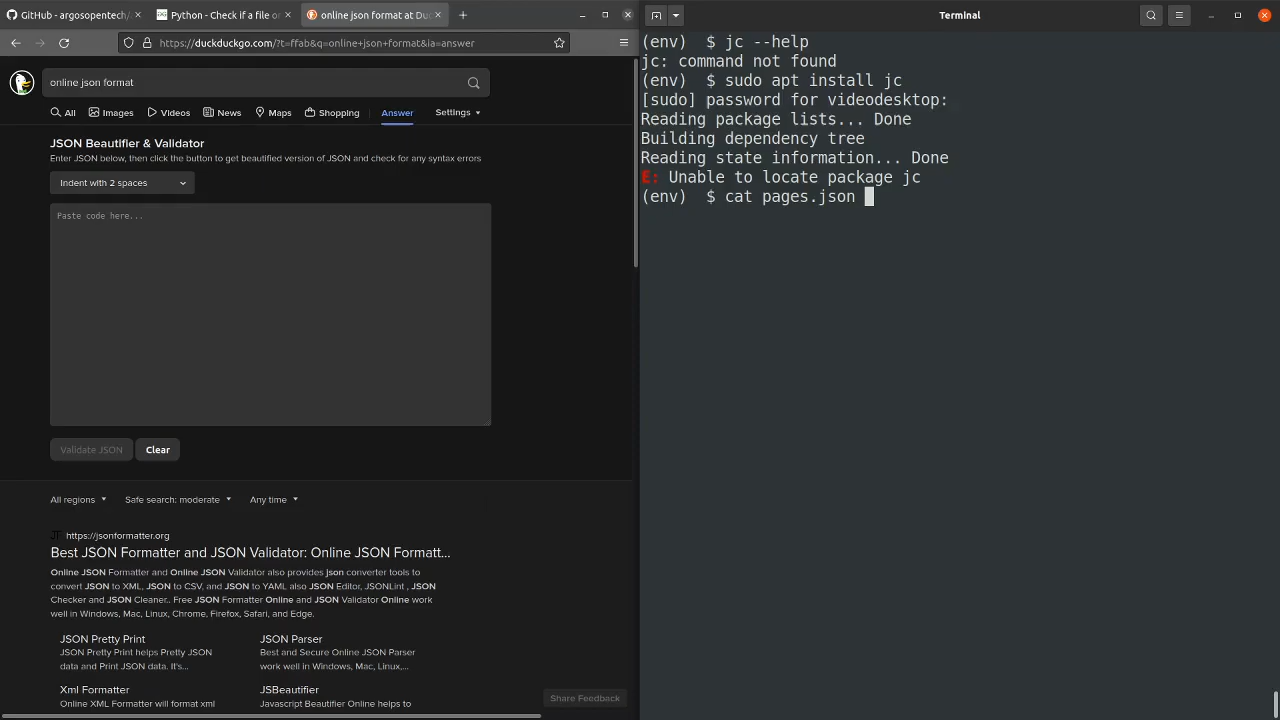 GitHub - argosopentech/
Python - Check if a file or
online json format at Duc
https://duckduckgo.com/?t=ffab&q=online+json+format&ia=answer
online json format
All
Images
Videos
News
Maps
Shopping
Answer
Settings
JSON Beautifier & Validator
Enter JSON below, then click the button to get beautified version of JSON and check for any syntax errors
Indent with 2 spaces
Paste code here...
Validate JSON
Clear
All regions
Safe search: moderate
Any time
https://jsonformatter.org
Best JSON Formatter and JSON Validator: Online JSON Formatt...
Online JSON Formatter and Online JSON Validator also provides json converter tools to
convert JSON to XML, JSON to CSV, and JSON to YAML also JSON Editor, JSONLint , JSON
Checker and JSON Cleaner.. Free JSON Formatter Online and JSON Validator Online work
well in Windows, Mac, Linux, Chrome, Firefox, Safari, and Edge.
JSON Pretty Print
JSON Pretty Print helps Pretty JSON
data and Print JSON data. It's...
JSON Parser
Best and Secure Online JSON Parser
work well in Windows, Mac, Linux,...
Xml Formatter
Online XML Formatter will format xml
JSBeautifier
Javascript Beautifier Online helps to
Share Feedback
Terminal
(env)  $ jc --help
jc: command not found
(env)  $ sudo apt install jc
[sudo] password for videodesktop:
Reading package lists... Done
Building dependency tree
Reading state information... Done
E: Unable to locate package jc
(env)  $ cat pages.json